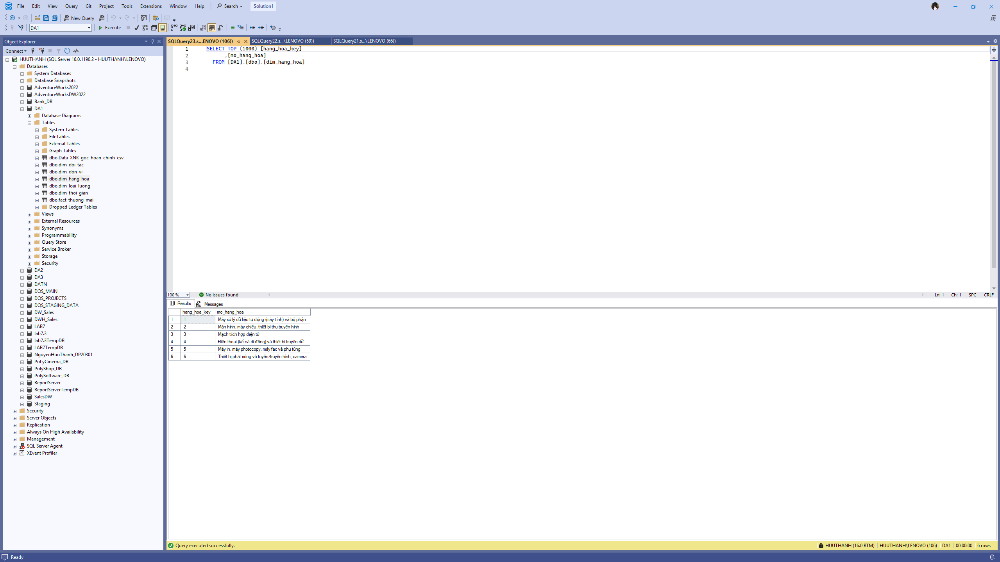 File Edit View Query Git Project Tools Extensions Window Help Search Solution1
New Query
DA1 Execute
Object Explorer
Connect
HUUTHANH (SQL Server 16.0.1190.2 - HUUTHANH\LENOVO)
Databases
System Databases
Database Snapshots
AdventureWorks2022
AdventureWorksDW2022
Bank_DB
DA1
Database Diagrams
Tables
System Tables
FileTables
External Tables
Graph Tables
dbo.Data_XNK_goc_hoan_chinh_csv
dbo.dim_doi_tac
dbo.dim_don_vi
dbo.dim_hang_hoa
dbo.dim_loai_luong
dbo.dim_thoi_gian
dbo.fact_thuong_mai
Dropped Ledger Tables
Views
External Resources
Synonyms
Programmability
Query Store
Service Broker
Storage
Security
DA2
DA3
DATN
DQS_MAIN
DQS_PROJECTS
DQS_STAGING_DATA
DW_Sales
DWH_Sales
LAB7
lab7.3
lab7.3TempDB
LAB7TempDB
NguyenHuuThanh_DP20301
PoLyCinema_DB
PolyShop_DB
PolySoftware_DB
ReportServer
ReportServerTempDB
SalesDW
Staging
Security
Server Objects
Replication
Always On High Availability
Management
SQL Server Agent
XEvent Profiler
SQLQuery23.s...ENOVO (106)) SQLQuery22.s...\LENOVO (59)) SQLQuery21.s...\LENOVO (66))
1 SELECT TOP (1000) [hang_hoa_key]
2 ,[mo_hang_hoa]
3 FROM [DA1].[dbo].[dim_hang_hoa]
4
100 % No issues found Ln: 1 Ch: 1 SPC CRLF
Results Messages
hang_hoa_key mo_hang_hoa
1 1 Máy xử lý dữ liệu tự động (máy tính) và bộ phận
2 2 Màn hình, máy chiếu, thiết bị thu truyền hình
3 3 Mạch tích hợp điện tử
4 4 Điện thoại (kể cả di động) và thiết bị truyền dữ...
5 5 Máy in, máy photocopy, máy fax và phụ tùng
6 6 Thiết bị phát sóng vô tuyến/truyền hình, camera
Query executed successfully. HUUTHANH (16.0 RTM) HUUTHANH\LENOVO (106) DA1 00:00:00 6 rows
Ready